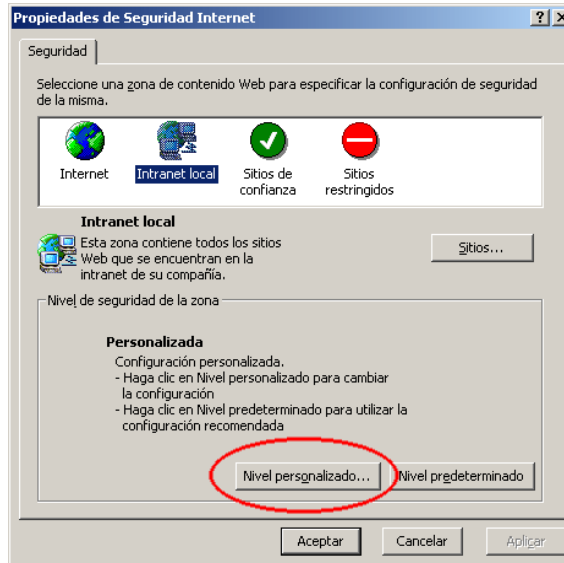 Propiedades de Seguridad Internet
Seguridad
Seleccione una zona de contenido Web para especificar la configuración de seguridad
de la misma.
Internet
Intranet local
Sitios de
confianza
Sitios
restringidos
Intranet local
Esta zona contiene todos los sitios
Web que se encuentran en la
intranet de su compañía.
Sitios...
Nivel de seguridad de la zona
Personalizada
Configuración personalizada.
- Haga clic en Nivel personalizado para cambiar
la configuración
- Haga clic en Nivel predeterminado para utilizar la
configuración recomendada
Nivel personalizado...
Nivel predeterminado
Aceptar
Cancelar
Aplicar